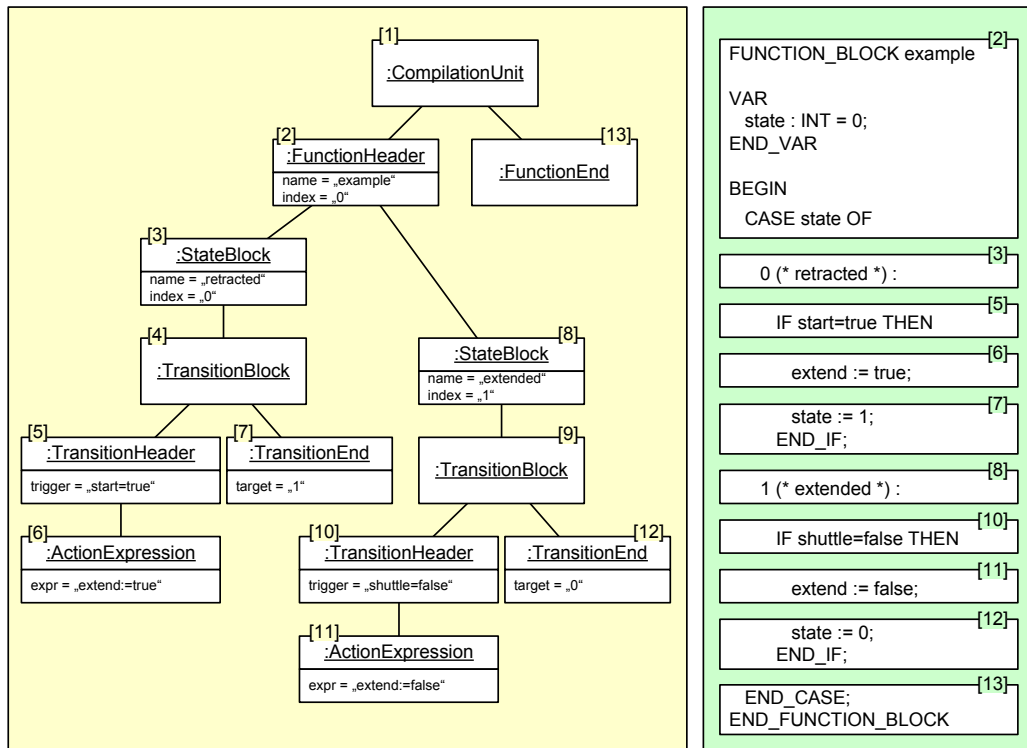 [1]
:CompilationUnit
[2]
:FunctionHeader
name = „example“
index = „0“
[13]
:FunctionEnd
[3]
:StateBlock
name = „retracted“
index = „0“
[4]
:TransitionBlock
[8]
:StateBlock
name = „extended“
index = „1“
[5]
:TransitionHeader
trigger = „start=true“
[7]
:TransitionEnd
target = „1“
[9]
:TransitionBlock
[6]
:ActionExpression
expr = „extend:=true“
[10]
:TransitionHeader
trigger = „shuttle=false“
[12]
:TransitionEnd
target = „0“
[11]
:ActionExpression
expr = „extend:=false“
[2]
FUNCTION_BLOCK example
VAR
state : INT = 0;
END_VAR
BEGIN
CASE state OF
[3]
0 (* retracted *) :
[5]
IF start=true THEN
[6]
extend := true;
[7]
state := 1;
END_IF;
[8]
1 (* extended *) :
[10]
IF shuttle=false THEN
[11]
extend := false;
[12]
state := 0;
END_IF;
[13]
END_CASE;
END_FUNCTION_BLOCK